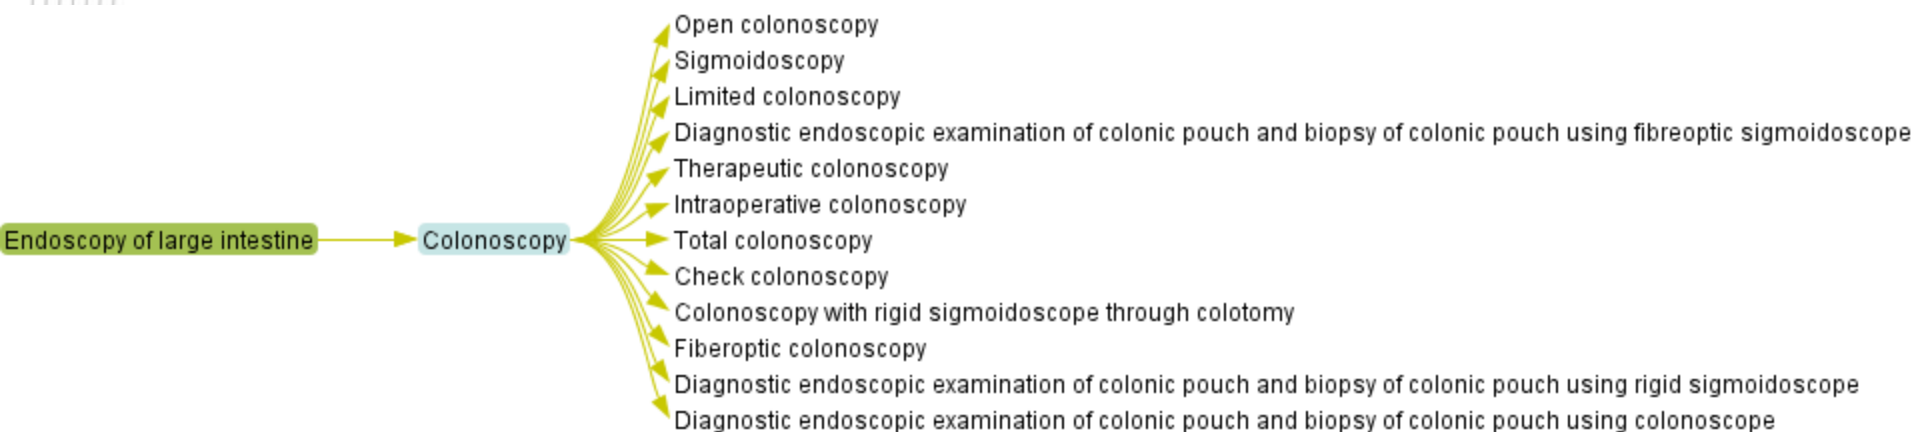 Open colonoscopy
Sigmoidoscopy
Limited colonoscopy
Diagnostic endoscopic examination of colonic pouch and biopsy of colonic pouch using fibreoptic sigmoidoscope
Therapeutic colonoscopy
Intraoperative colonoscopy
Endoscopy of large intestine
Colonoscopy
Total colonoscopy
Check colonoscopy
Colonoscopy with rigid sigmoidoscope through colotomy
Fiberoptic colonoscopy
Diagnostic endoscopic examination of colonic pouch and biopsy of colonic pouch using rigid sigmoidoscope
Diagnostic endoscopic examination of colonic pouch and biopsy of colonic pouch using colonoscope